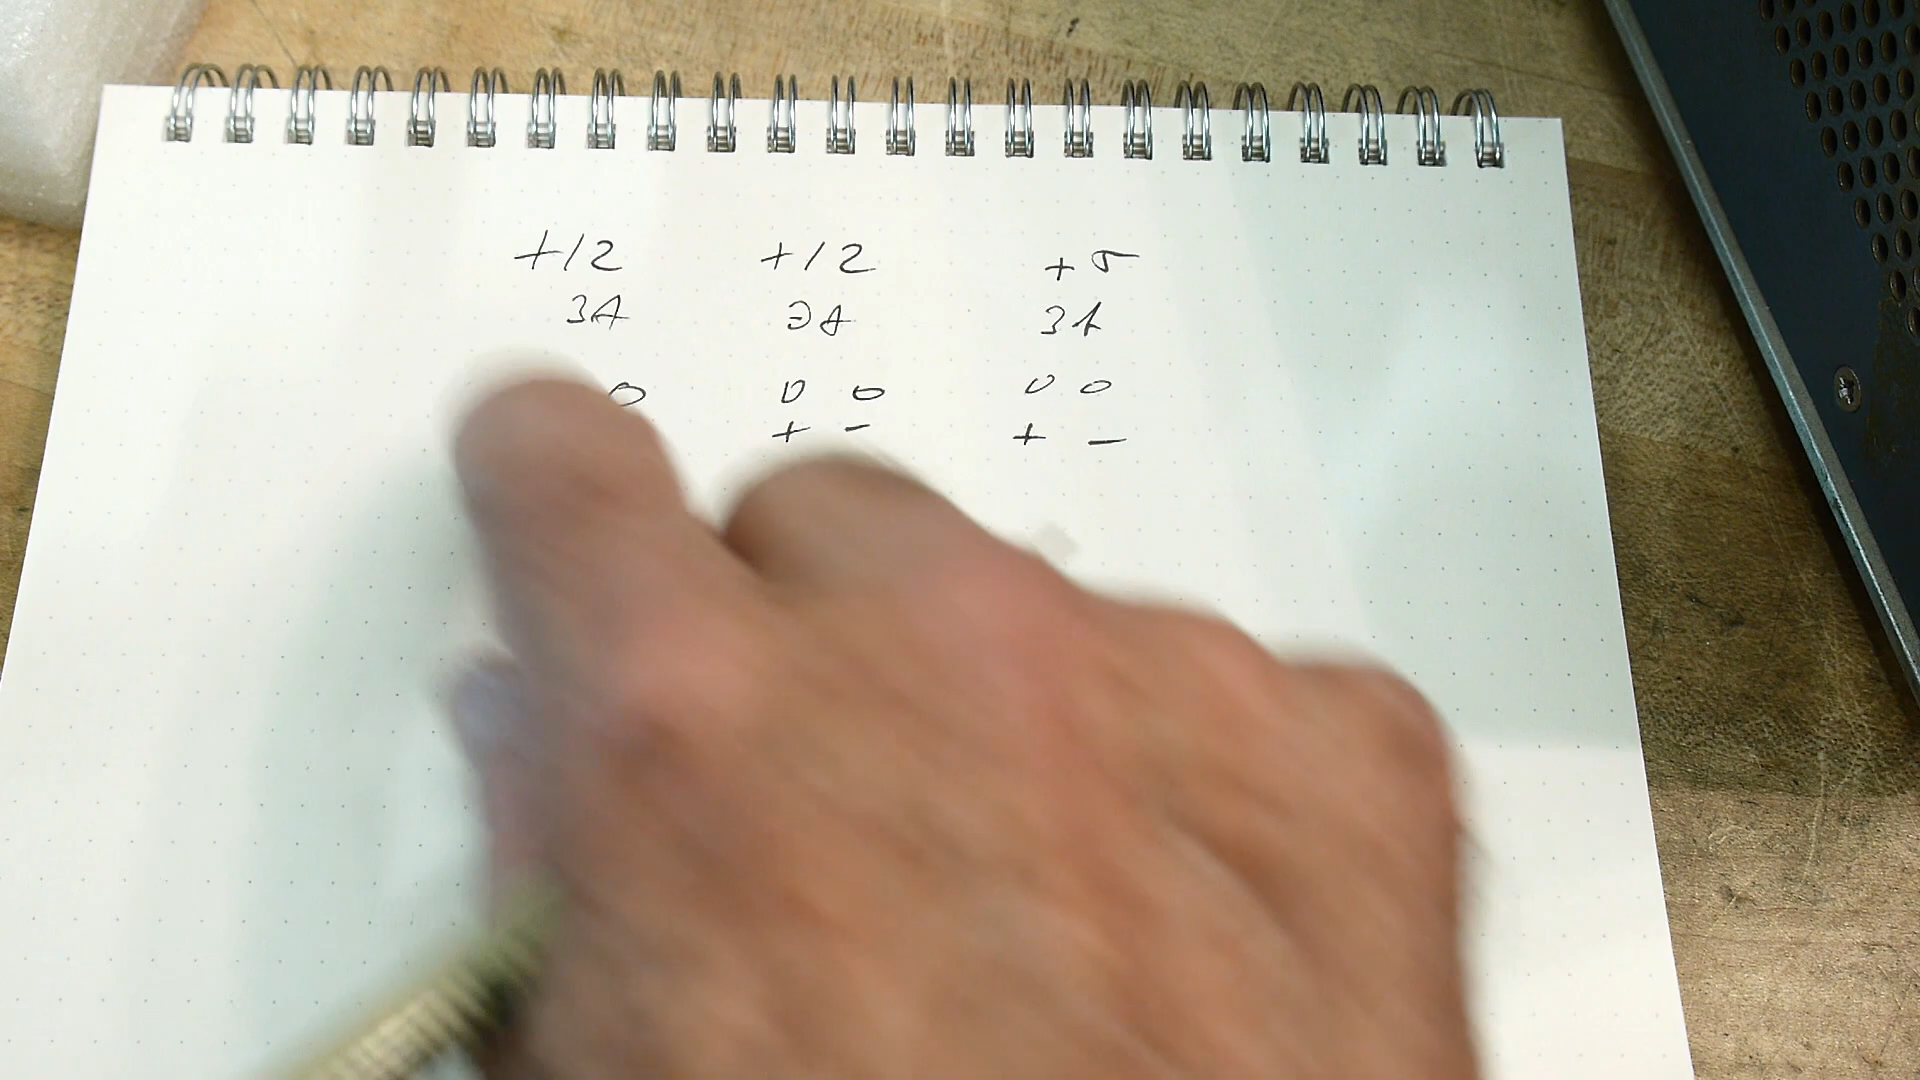 +12 +12 +5
3A 3A 3A
0 0 0 0 0
+ - + -